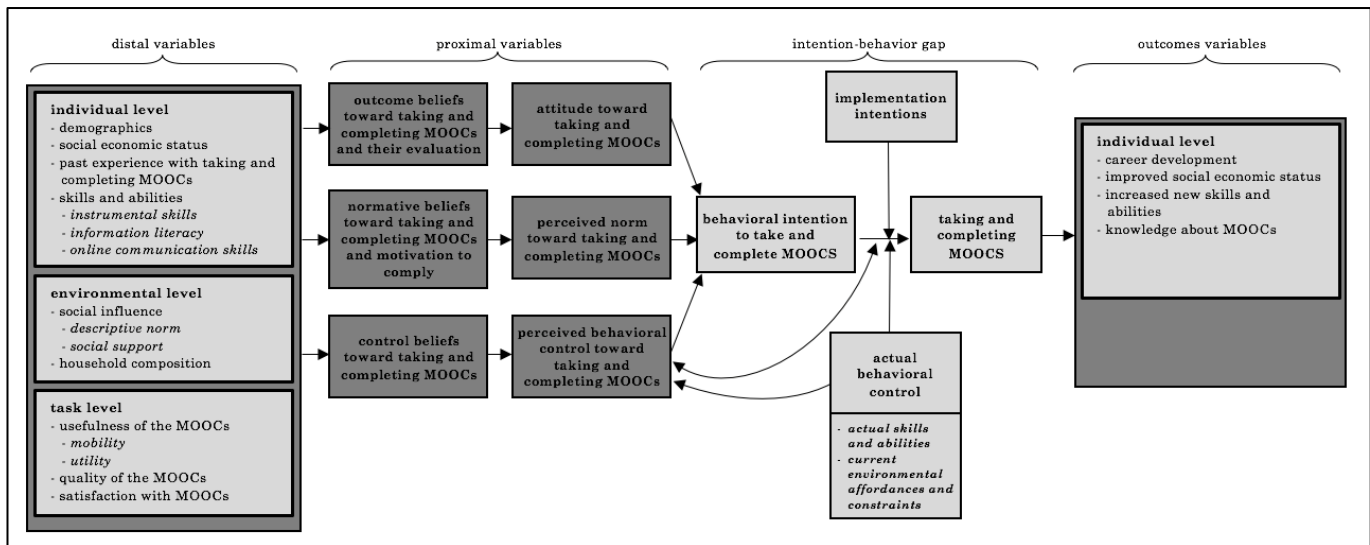 distal variables
proximal variables
intention-behavior gap
outcomes variables
individual level
- demographics
- social economic status
- past experience with taking and
completing MOOCs
- skills and abilities
- instrumental skills
- information literacy
- online communication skills
environmental level
- social influence
- descriptive norm
- social support
- household composition
task level
- usefulness of the MOOCs
- mobility
- utility
- quality of the MOOCs
- satisfaction with MOOCs
outcome beliefs
toward taking and
completing MOOCs
and their evaluation
attitude toward
taking and
completing MOOCs
normative beliefs
toward taking and
completing MOOCs
and motivation to
comply
perceived norm
toward taking and
completing MOOCs
control beliefs
toward taking and
completing MOOCs
perceived behavioral
control toward
taking and
completing MOOCs
behavioral intention
to take and
complete MOOCS
implementation
intentions
taking and
completing
MOOCS
actual
behavioral
control
- actual skills
and abilities
- current
environmental
affordances and
constraints
individual level
- career development
- improved social economic status
- increased new skills and
abilities
- knowledge about MOOCs